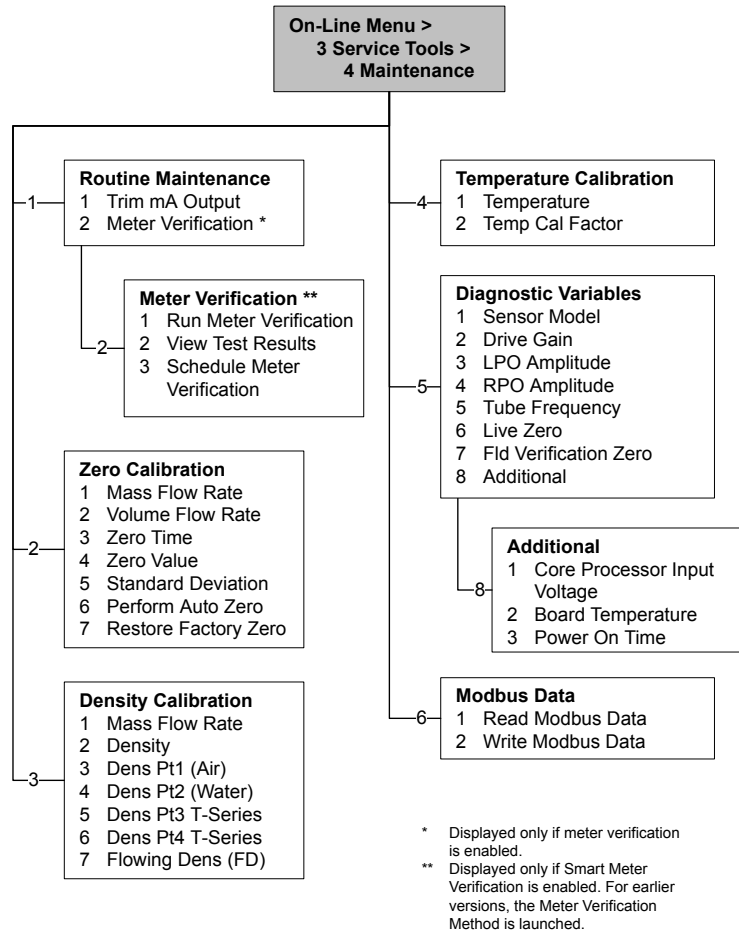 On-Line Menu >
3 Service Tools >
4 Maintenance
1
Routine Maintenance
1 Trim mA Output
2 Meter Verification *
2
Meter Verification **
1 Run Meter Verification
2 View Test Results
3 Schedule Meter
Verification
2
Zero Calibration
1 Mass Flow Rate
2 Volume Flow Rate
3 Zero Time
4 Zero Value
5 Standard Deviation
6 Perform Auto Zero
7 Restore Factory Zero
3
Density Calibration
1 Mass Flow Rate
2 Density
3 Dens Pt1 (Air)
4 Dens Pt2 (Water)
5 Dens Pt3 T-Series
6 Dens Pt4 T-Series
7 Flowing Dens (FD)
4
Temperature Calibration
1 Temperature
2 Temp Cal Factor
5
Diagnostic Variables
1 Sensor Model
2 Drive Gain
3 LPO Amplitude
4 RPO Amplitude
5 Tube Frequency
6 Live Zero
7 Fld Verification Zero
8 Additional
8
Additional
1 Core Processor Input
Voltage
2 Board Temperature
3 Power On Time
6
Modbus Data
1 Read Modbus Data
2 Write Modbus Data
* Displayed only if meter verification
is enabled.
** Displayed only if Smart Meter
Verification is enabled. For earlier
versions, the Meter Verification
Method is launched.